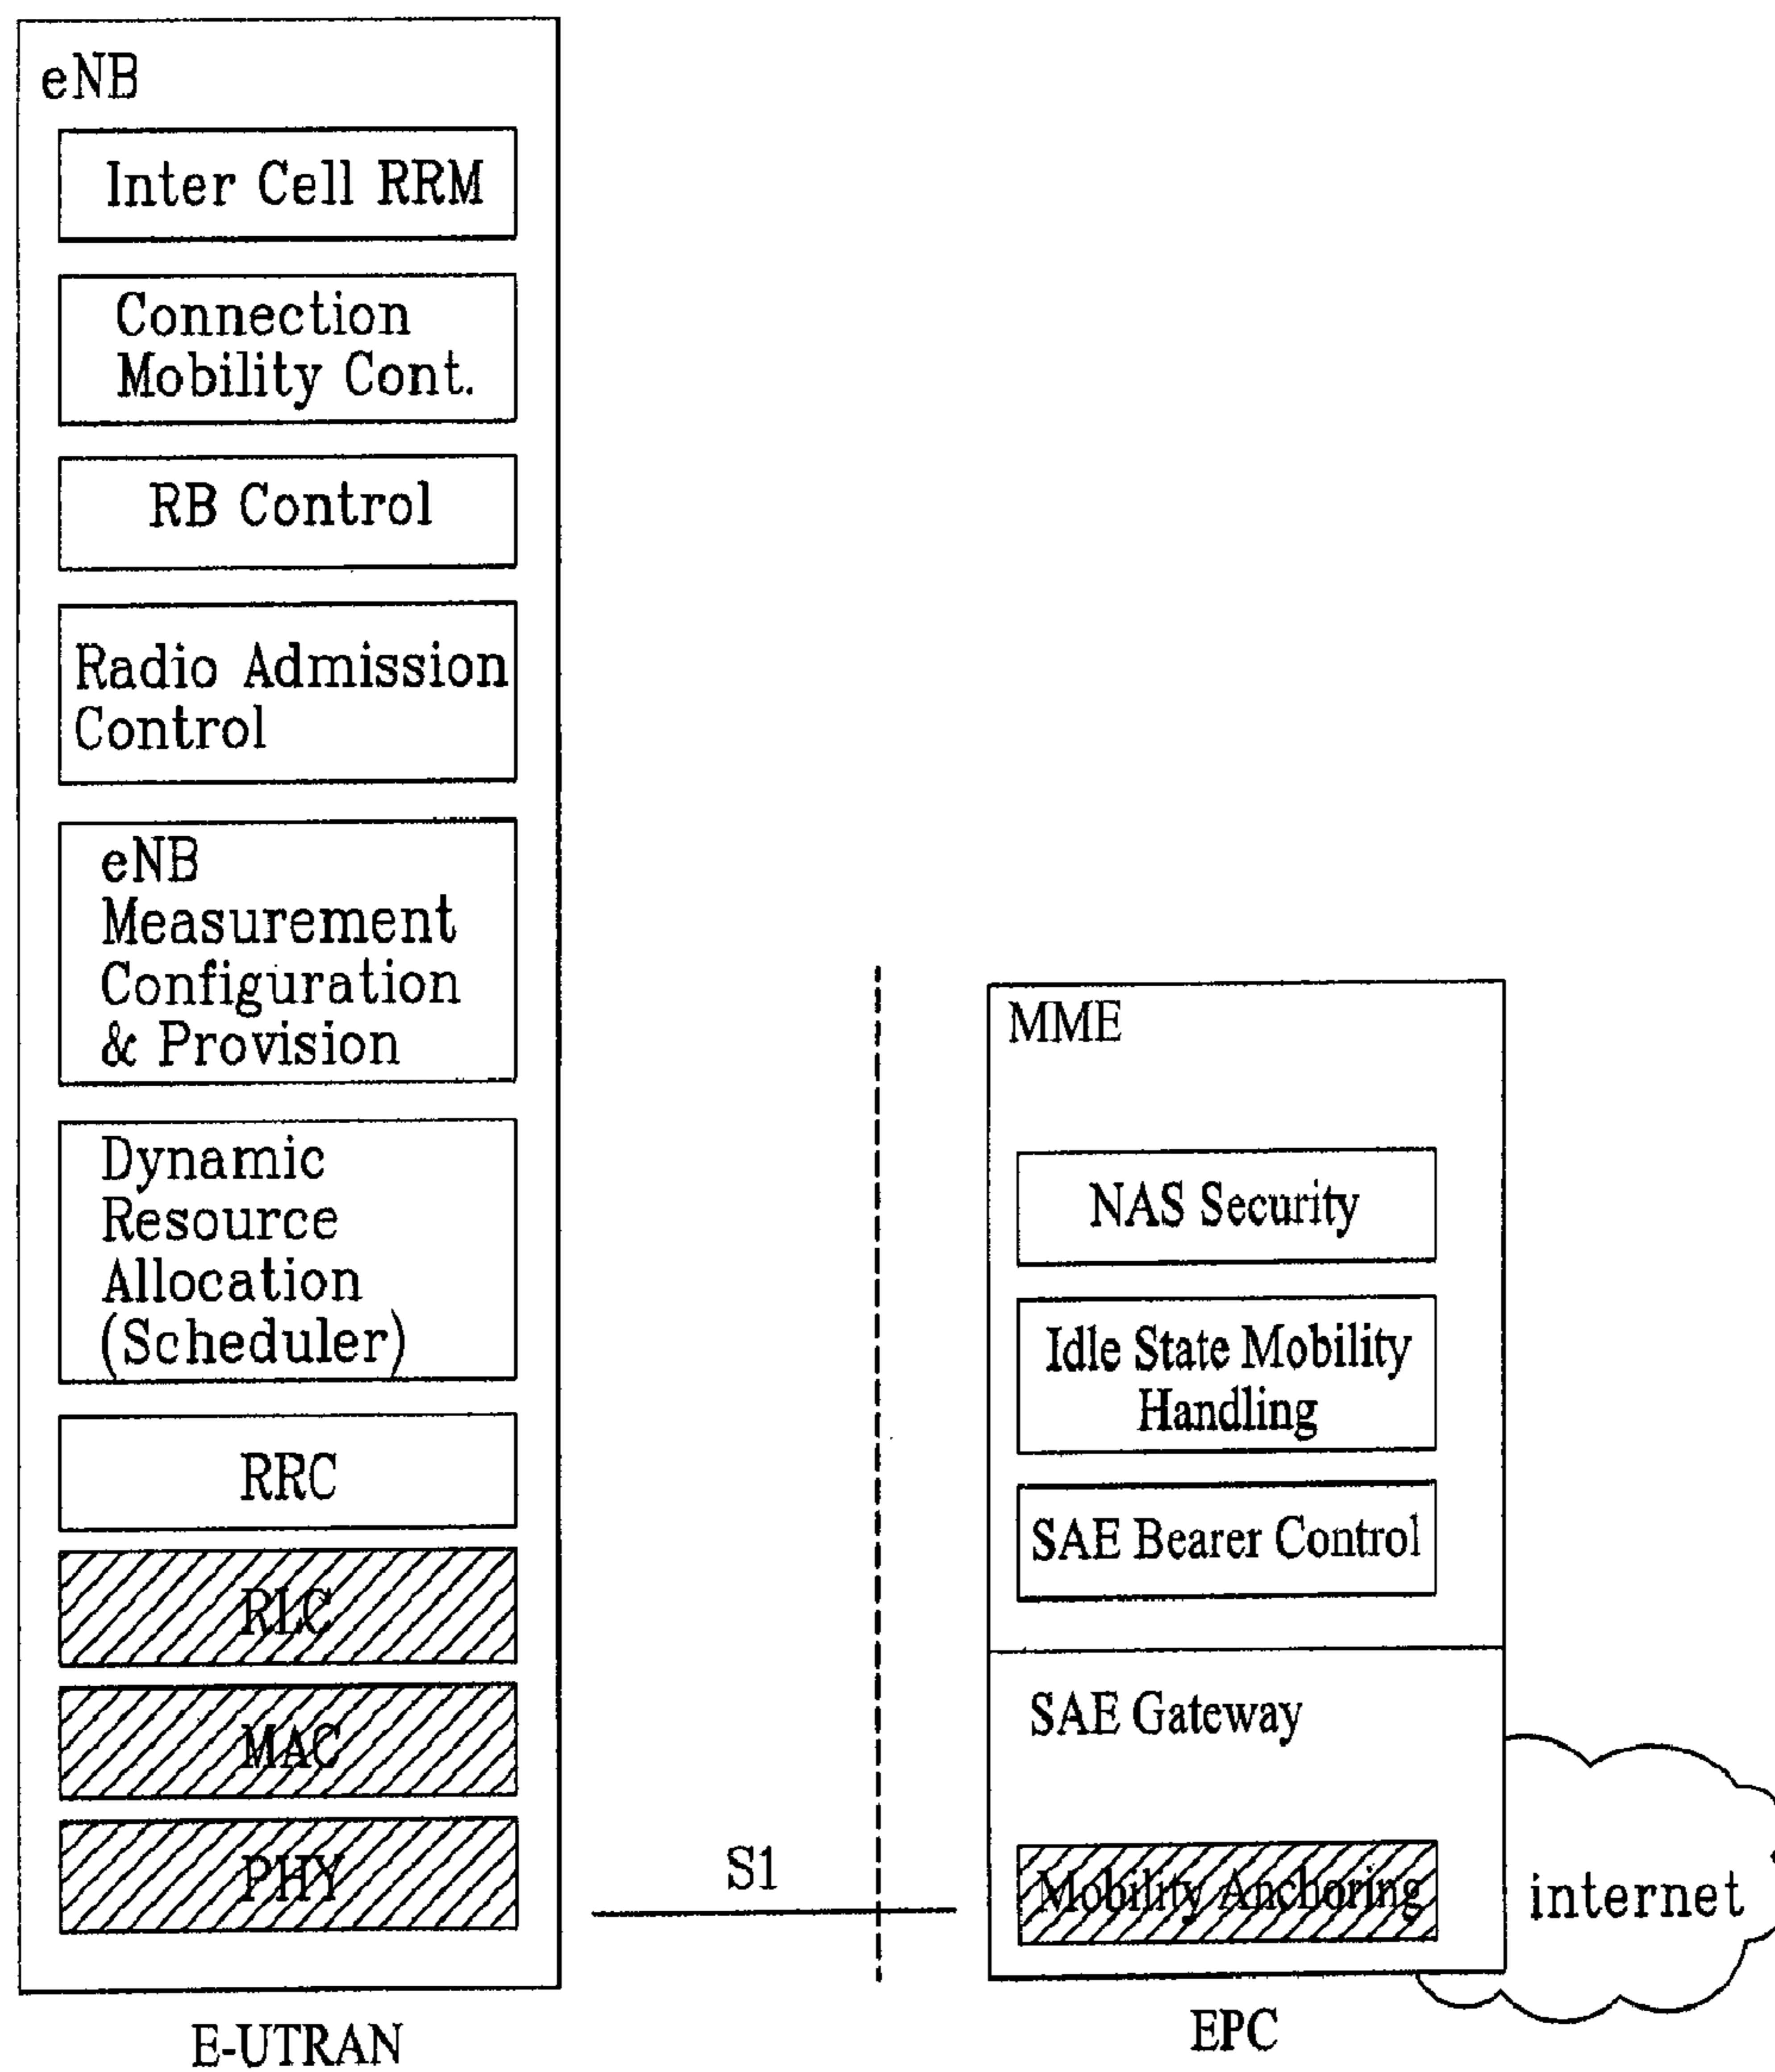 eNB
Inter Cell RRM
Connection
Mobility Cont.
RB Control
Radio Admission
Control
eNB
Measurement
Configuration
& Provision
Dynamic
Resource
Allocation
(Scheduler)
RRC
RLC
MAC
PHY
E-UTRAN
S1
MME
NAS Security
Idle State Mobility
Handling
SAE Bearer Control
SAE Gateway
Mobility Anchoring
EPC
internet